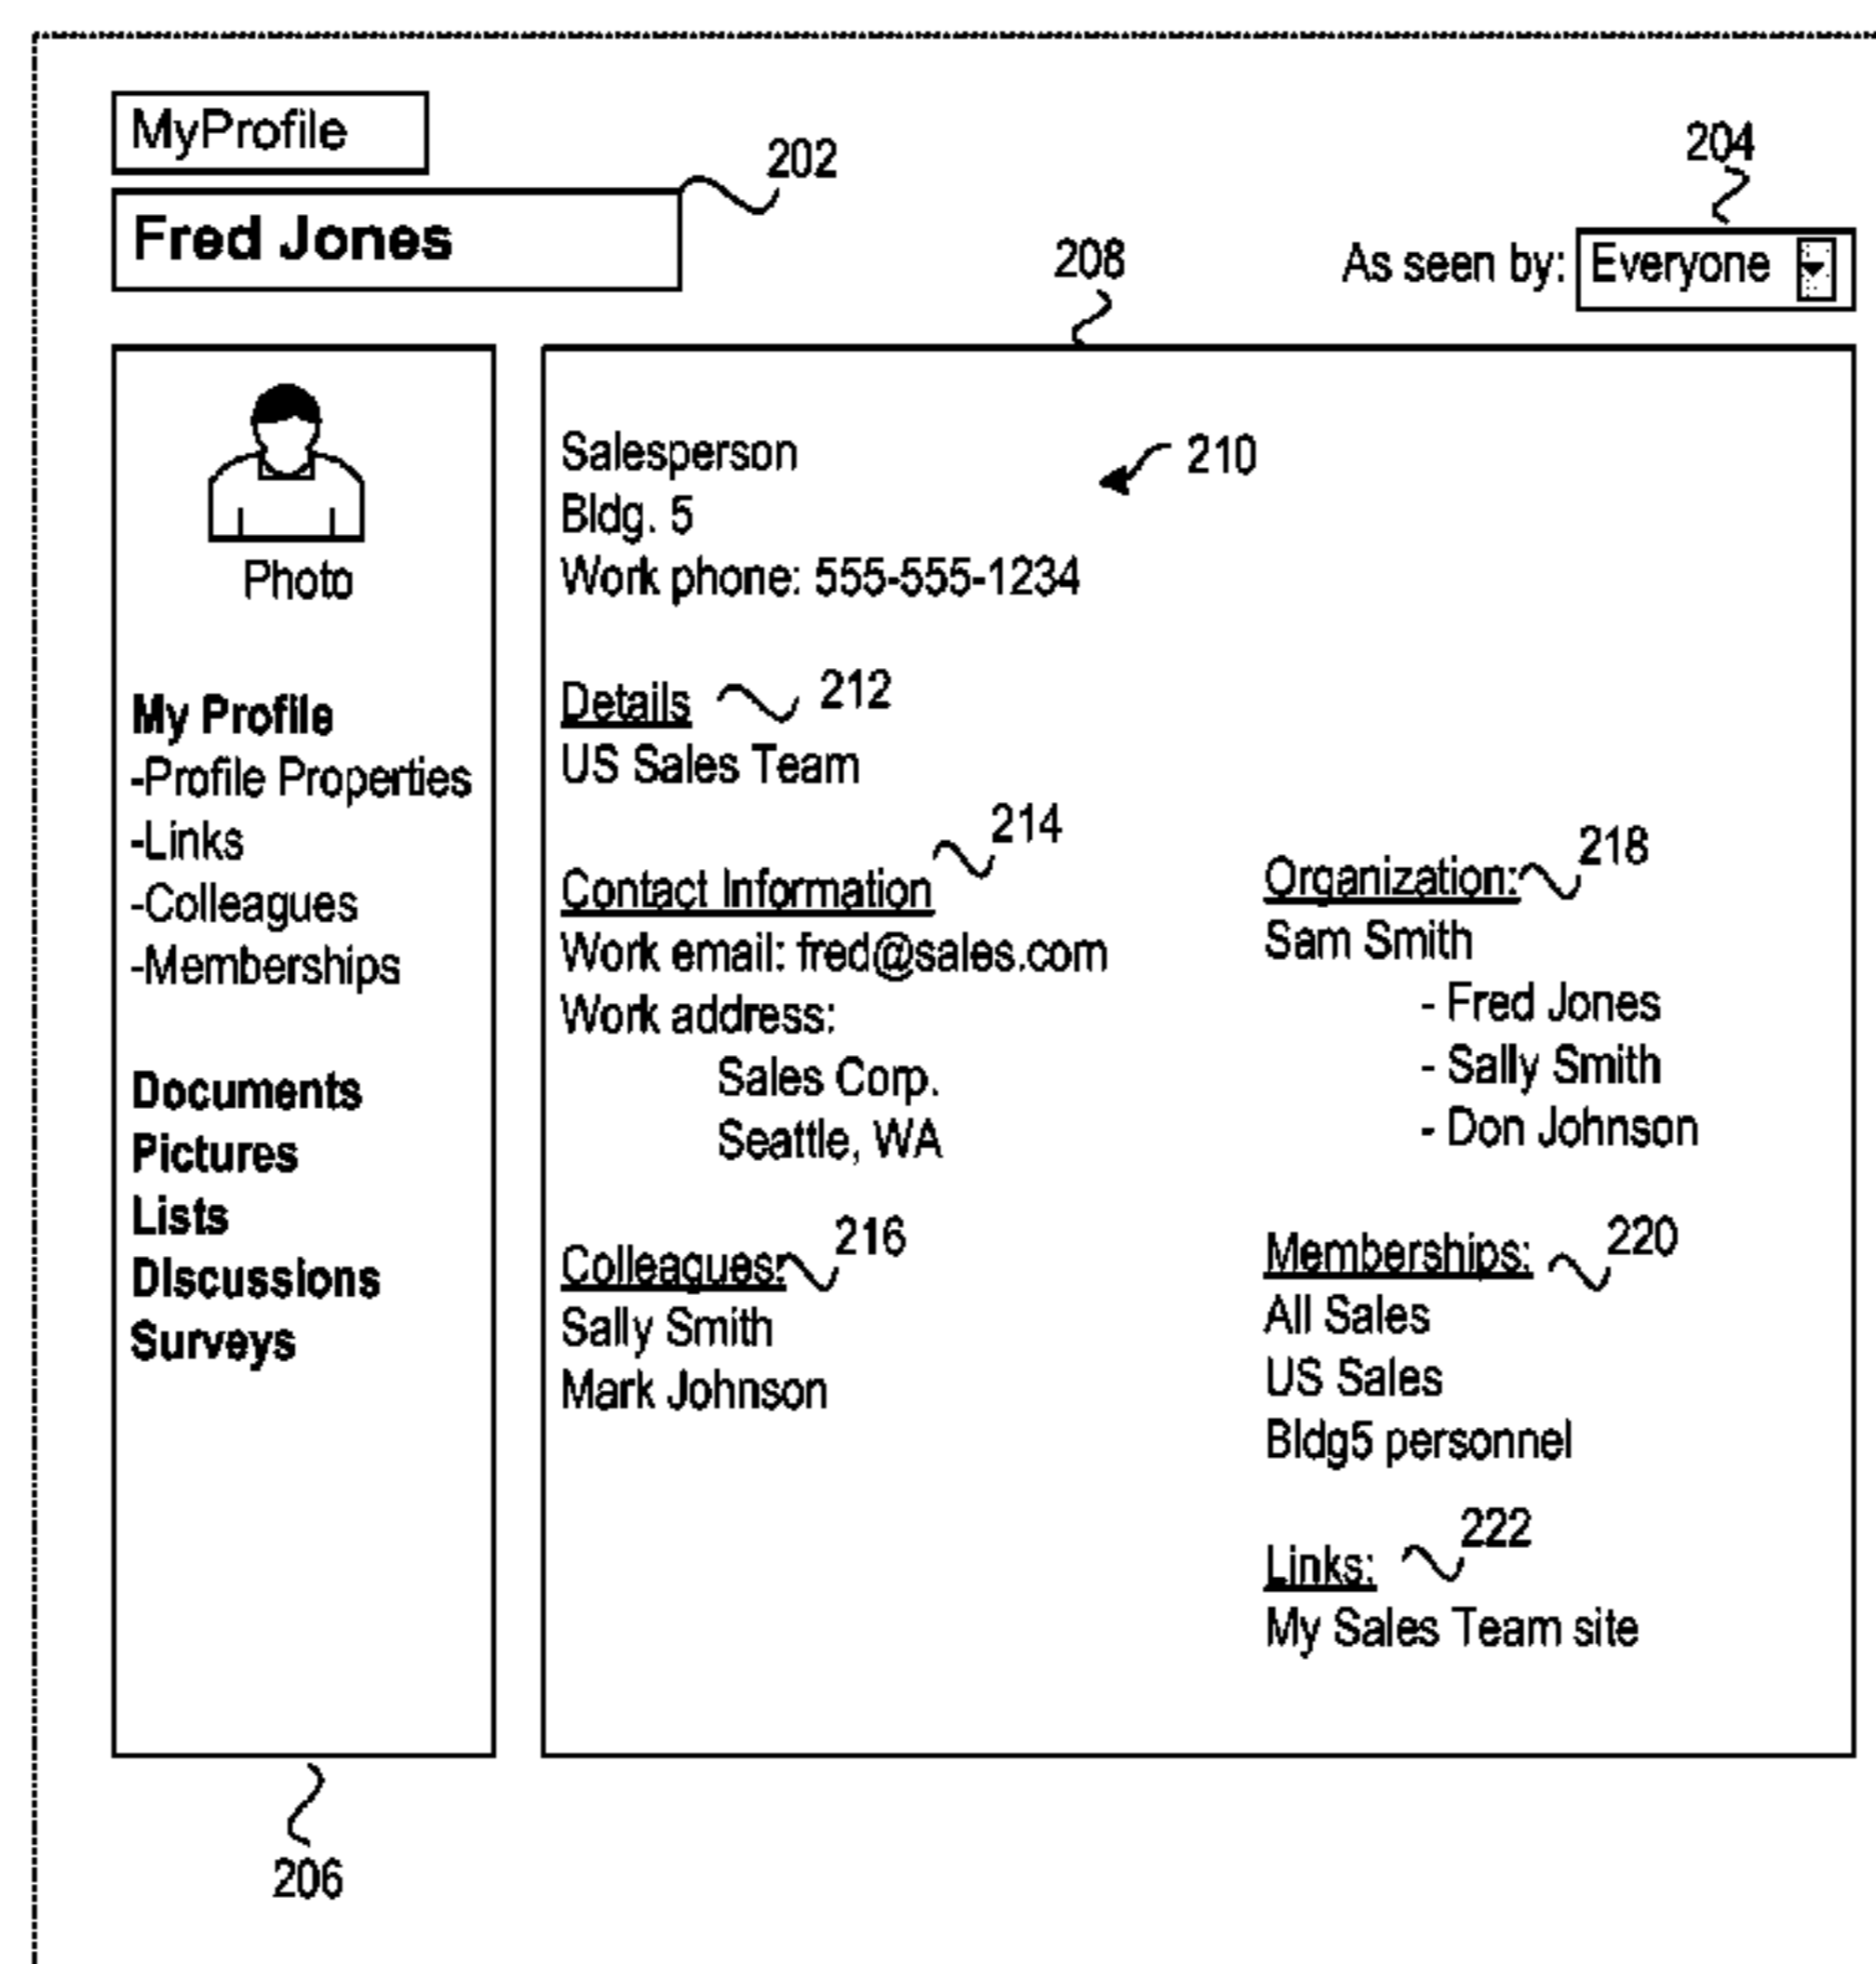 MyProfile
202
204
Fred Jones
208
As seen by: Everyone
Photo
My Profile
-Profile Properties
-Links
-Colleagues
-Memberships
Documents
Pictures
Lists
Discussions
Surveys
206
Salesperson
210
Bldg. 5
Work phone: 555-555-1234
Details 212
US Sales Team
Contact Information 214
Work email: fred@sales.com
Work address:
Sales Corp.
Seattle, WA
Colleagues: 216
Sally Smith
Mark Johnson
Organization: 218
Sam Smith
- Fred Jones
- Sally Smith
- Don Johnson
Memberships: 220
All Sales
US Sales
Bldg5 personnel
Links: 222
My Sales Team site